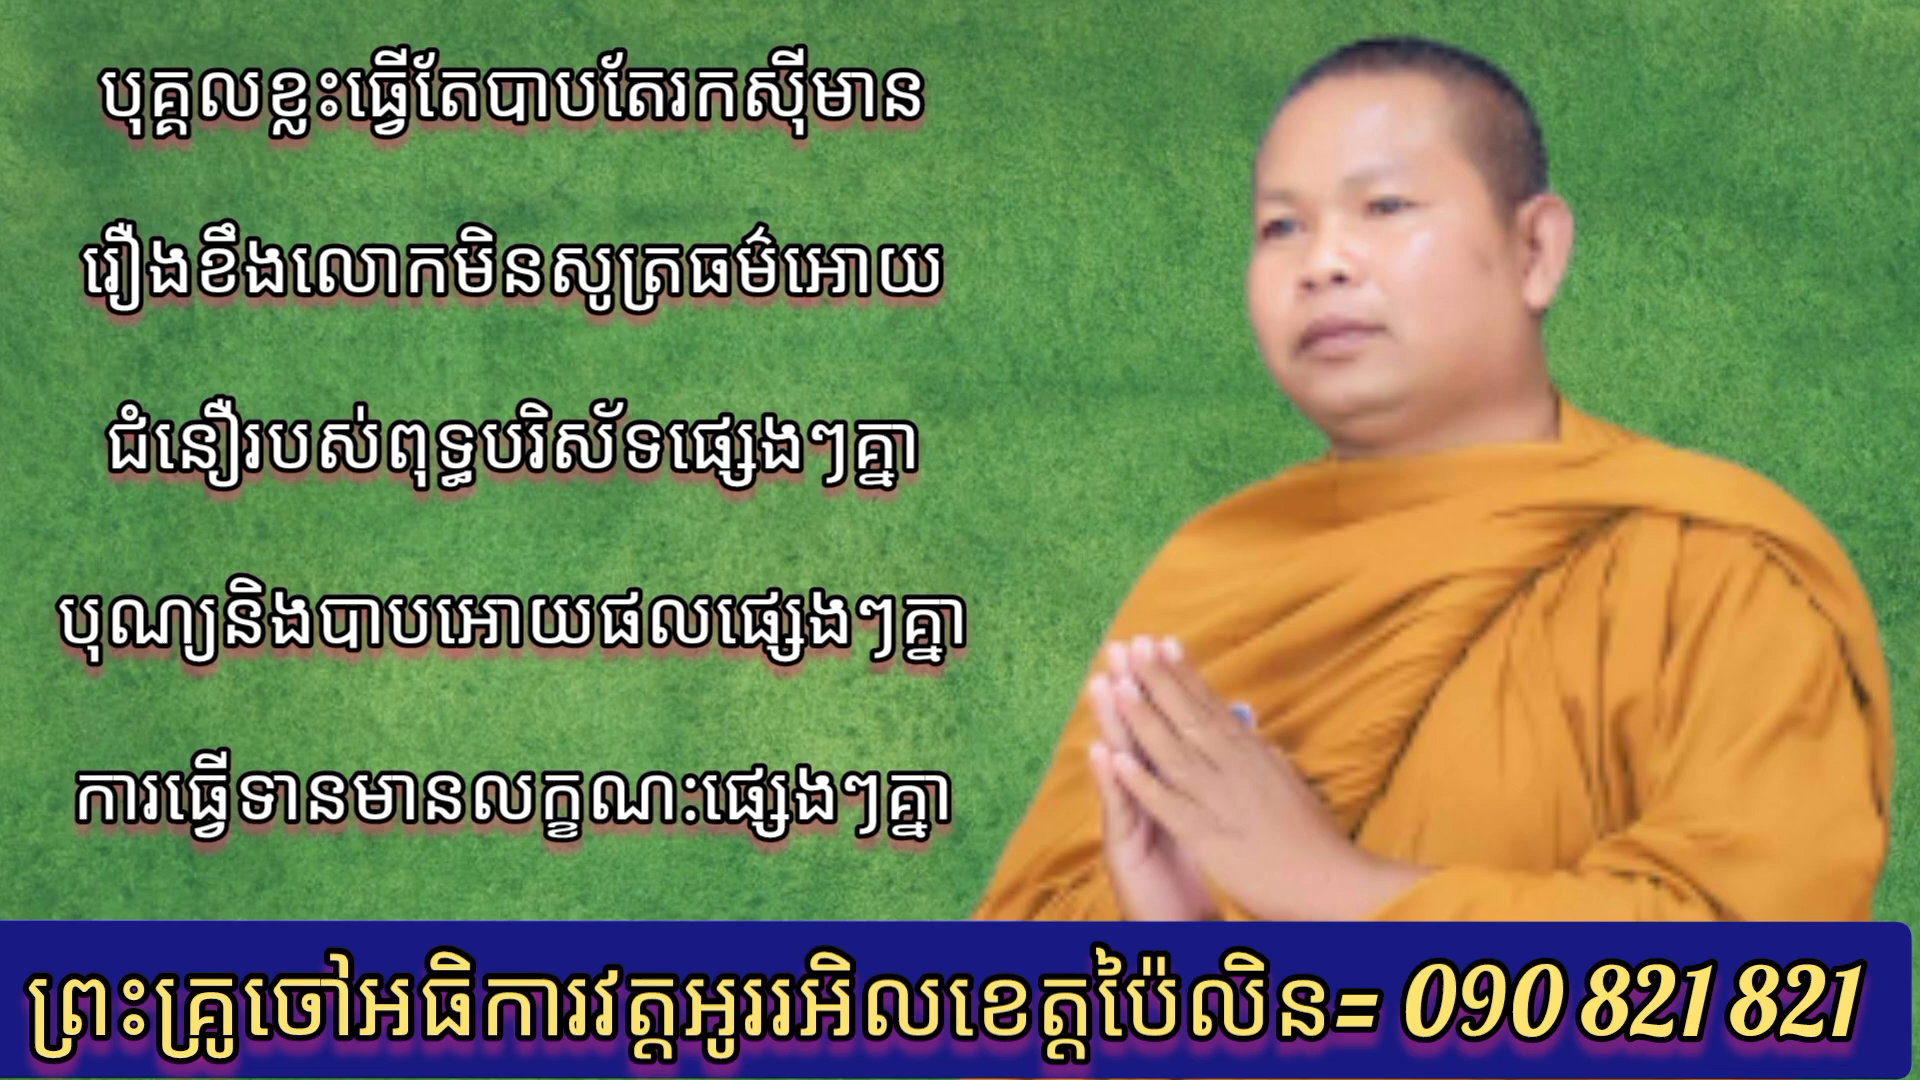 បុគ្គលខ្លះធ្វើតែបាបតែរកស៊ីមាន
រឿងខឹងលោកមិនសូត្រធម៌អោយ
ជំនឿរបស់ពុទ្ធបរិស័ទផ្សេងៗគ្នា
បុណ្យនិងបាបអោយផលផ្សេងៗគ្នា
ការធ្វើទានមានលក្ខណៈផ្សេងៗគ្នា
ព្រះគ្រូចៅអធិការវត្តអូររអិលខេត្តប៉ៃលិន= 090 821 821